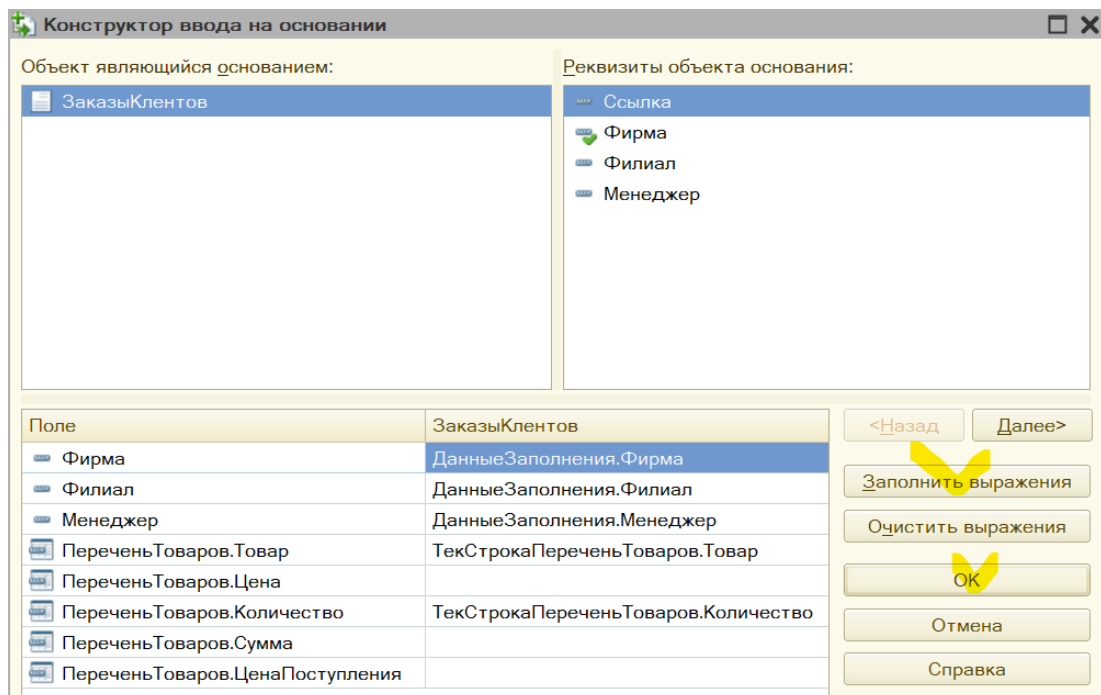 Конструктор ввода на основании
Объект являющийся основанием:
Реквизиты объекта основания:
ЗаказыКлентов
Ссылка
Фирма
Филиал
Менеджер
Поле ЗаказыКлентов
Фирма ДанныеЗаполнения.Фирма
Филиал ДанныеЗаполнения.Филиал
Менеджер ДанныеЗаполнения.Менеджер
ПереченьТоваров.Товар ТекСтрокаПереченьТоваров.Товар
ПереченьТоваров.Цена
ПереченьТоваров.Количество ТекСтрокаПереченьТоваров.Количество
ПереченьТоваров.Сумма
ПереченьТоваров.ЦенаПоступления
<Назад Далее>
Заполнить выражения
Очистить выражения
OK
Отмена
Справка